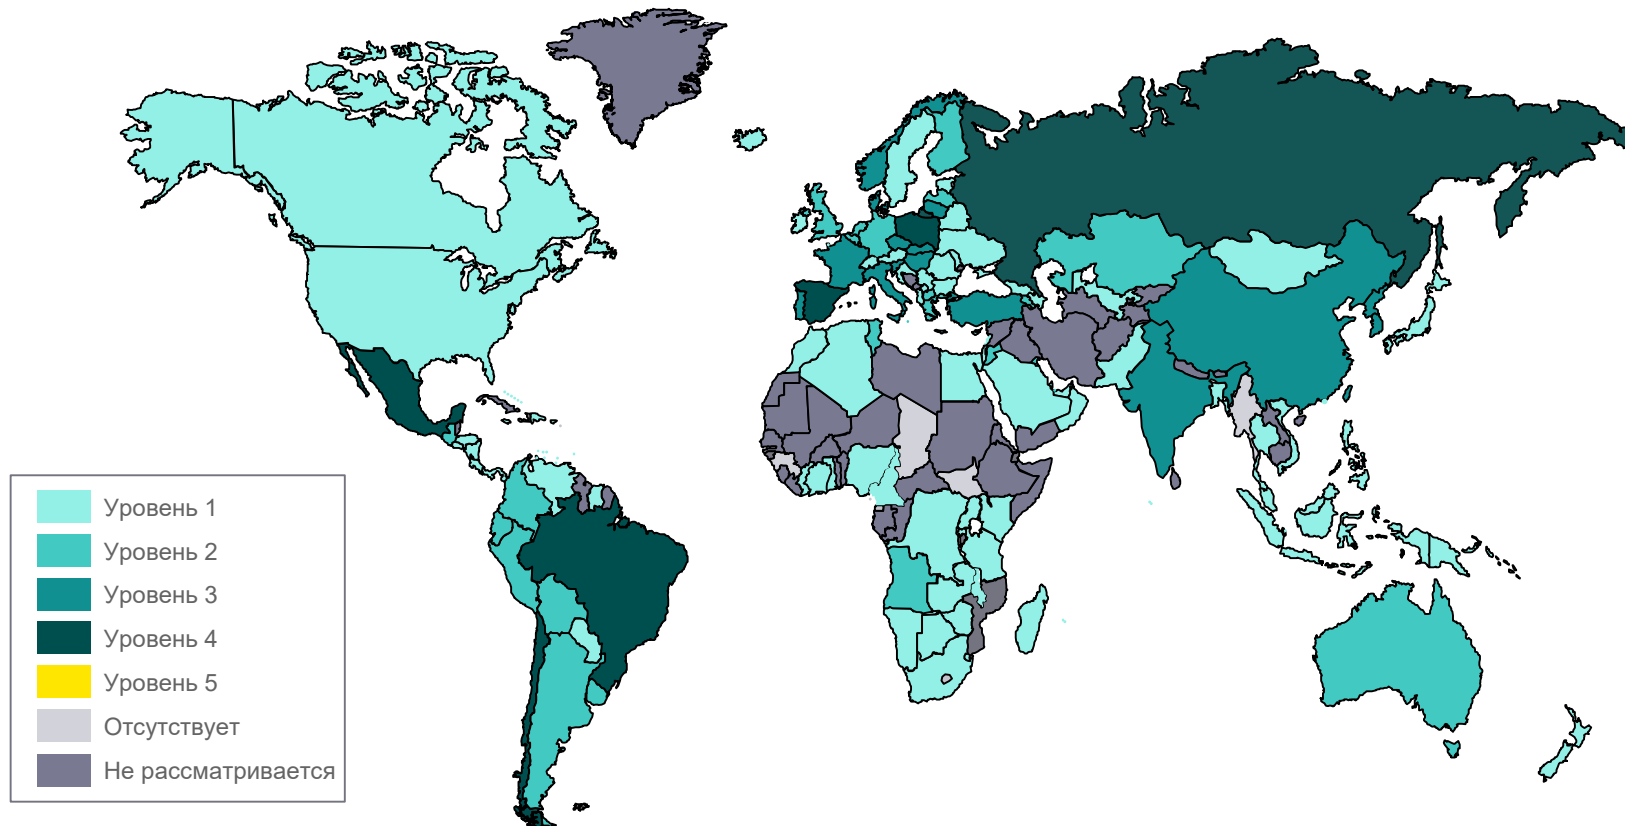 Уровень 1
Уровень 2
Уровень 3
Уровень 4
Уровень 5
Отсутствует
Не рассматривается